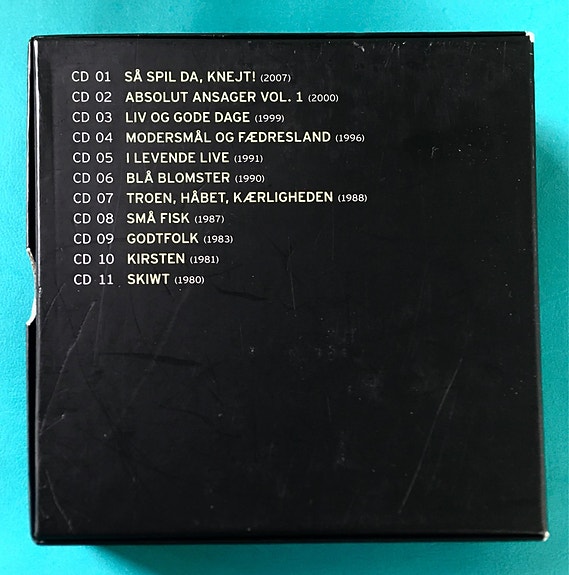 CD 01 SÅ SPIL DA, KNEJT! (2007)
CD 02 ABSOLUT ANSAGER VOL. 1 (2000)
CD 03 LIV OG GODE DAGE (1999)
CD 04 MODERSMÅL OG FÆDRESLAND (1996)
CD 05 I LEVENDE LIVE (1991)
CD 06 BLÅ BLOMSTER (1990)
CD 07 TROEN, HÅBET, KÆRLIGHEDEN (1988)
CD 08 SMÅ FISK (1987)
CD 09 GODTFOLK (1983)
CD 10 KIRSTEN (1981)
CD 11 SKIWT (1980)